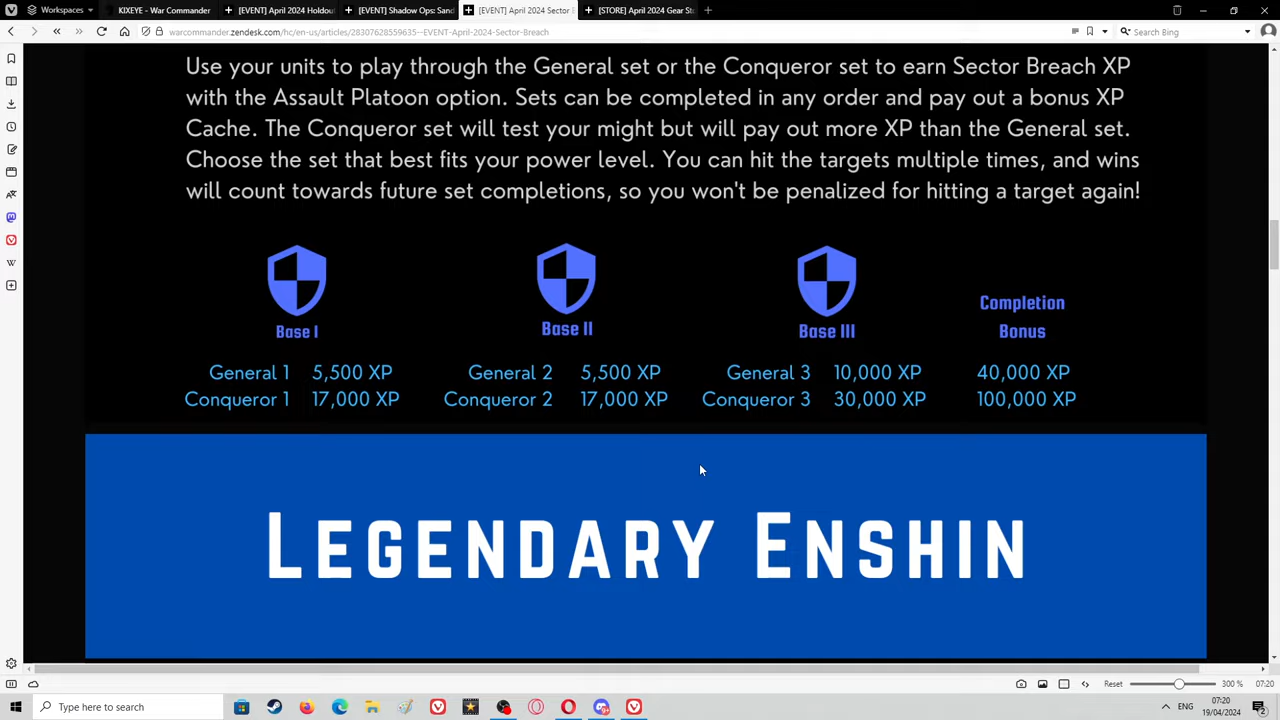 Workspaces
KIXEYE - War Commander
[EVENT] April 2024 Holdout
[EVENT] Shadow Ops: Sand
[EVENT] April 2024 Sector
[STORE] April 2024 Gear St
warcommander.zendesk.com/hc/en-us/articles/28307628559635--EVENT-April-2024-Sector-Breach
Search Bing
Use your units to play through the General set or the Conqueror set to earn Sector Breach XP
with the Assault Platoon option. Sets can be completed in any order and pay out a bonus XP
Cache. The Conqueror set will test your might but will pay out more XP than the General set.
Choose the set that best fits your power level. You can hit the targets multiple times, and wins
will count towards future set completions, so you won't be penalized for hitting a target again!
Base I
Base II
Base III
Completion
Bonus
General 1 5,500 XP General 2 5,500 XP General 3 10,000 XP 40,000 XP
Conqueror 1 17,000 XP Conqueror 2 17,000 XP Conqueror 3 30,000 XP 100,000 XP
LEGENDARY ENSHIN
Reset
300 %
07:20
Type here to search
ENG
07:20
19/04/2024